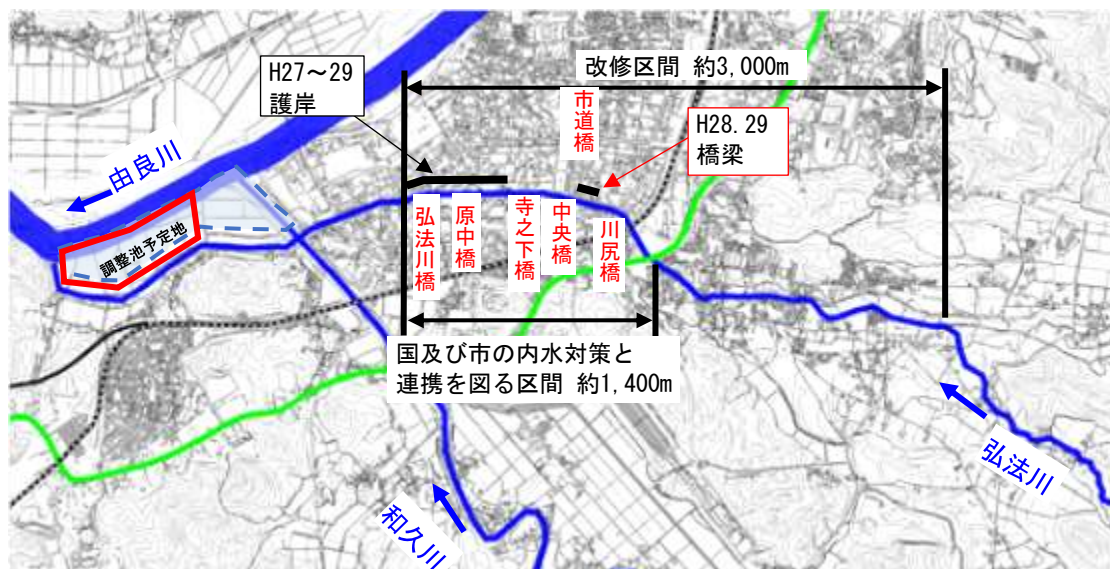 改修区間 約3,000m
H27～29
護岸
市道橋
H28.29
橋梁
由良川
調整池予定地
弘法川橋
原中橋
寺之下橋
中央橋
川尻橋
国及び市の内水対策と
連携を図る区間 約1,400m
弘法川
和久川